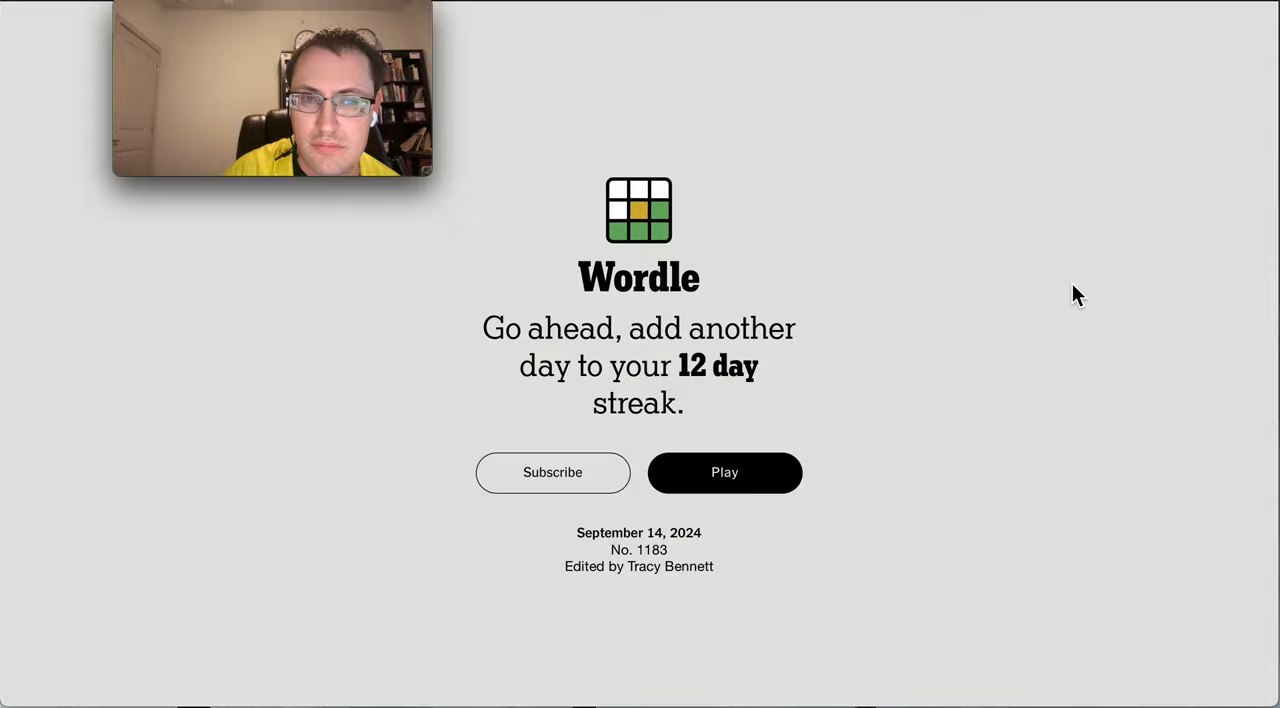 Wordle
Go ahead, add another
day to your 12 day
streak.
Subscribe
Play
September 14, 2024
No. 1183
Edited by Tracy Bennett